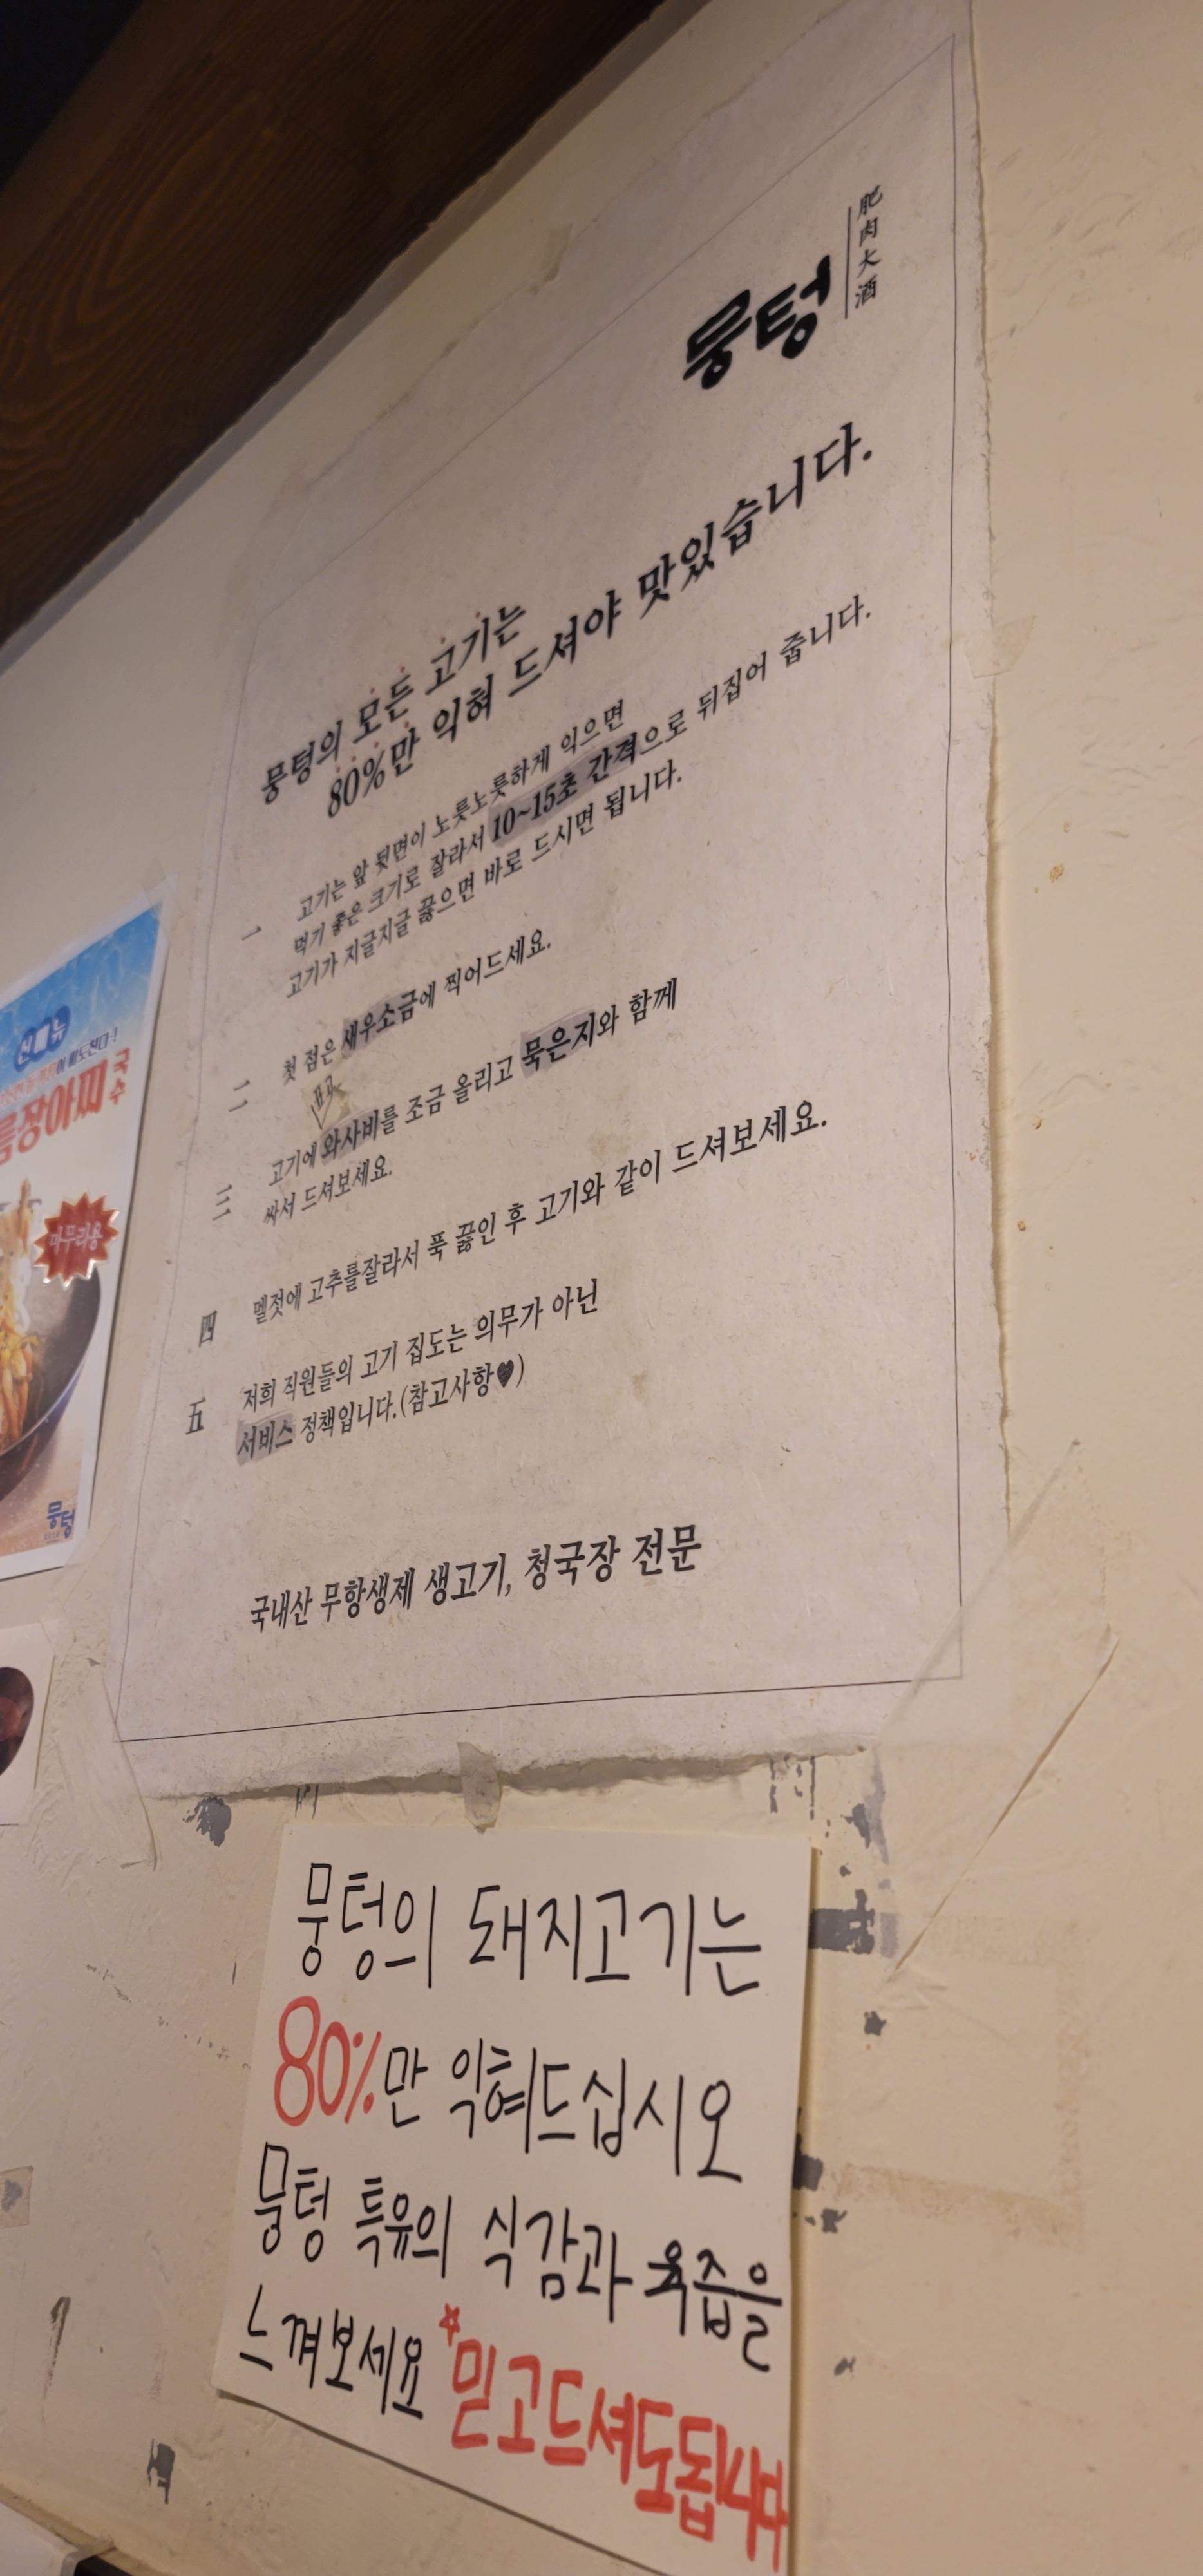 肥肉大酒
뭉텅
뭉텅의 모든 고기는
80%만 익혀 드셔야 맛있습니다.
一 고기는 앞 뒷면이 노릇노릇하게 익으면
먹기 좋은 크기로 잘라서 10~15초 간격으로 뒤집어 줍니다.
고기가 지글지글 끓으면 바로 드시면 됩니다.
二 첫 점은 새우소금에 찍어드세요.
三 고기에 와사비를 조금 올리고 묵은지와 함께
싸서 드셔보세요.
四 멜젓에 고추를잘라서 푹 끓인 후 고기와 같이 드셔보세요.
五 저희 직원들의 고기 집도는 의무가 아닌
서비스 정책입니다.(참고사항♥)
국내산 무항생제 생고기, 청국장 전문
신메뉴
름장아찌
국수
마무리용
뭉텅
뭉텅의 돼지고기는
80%만 익혀드십시오
뭉텅 특유의 식감과 육즙을
느껴보세요 ☆믿고드셔도됩니다